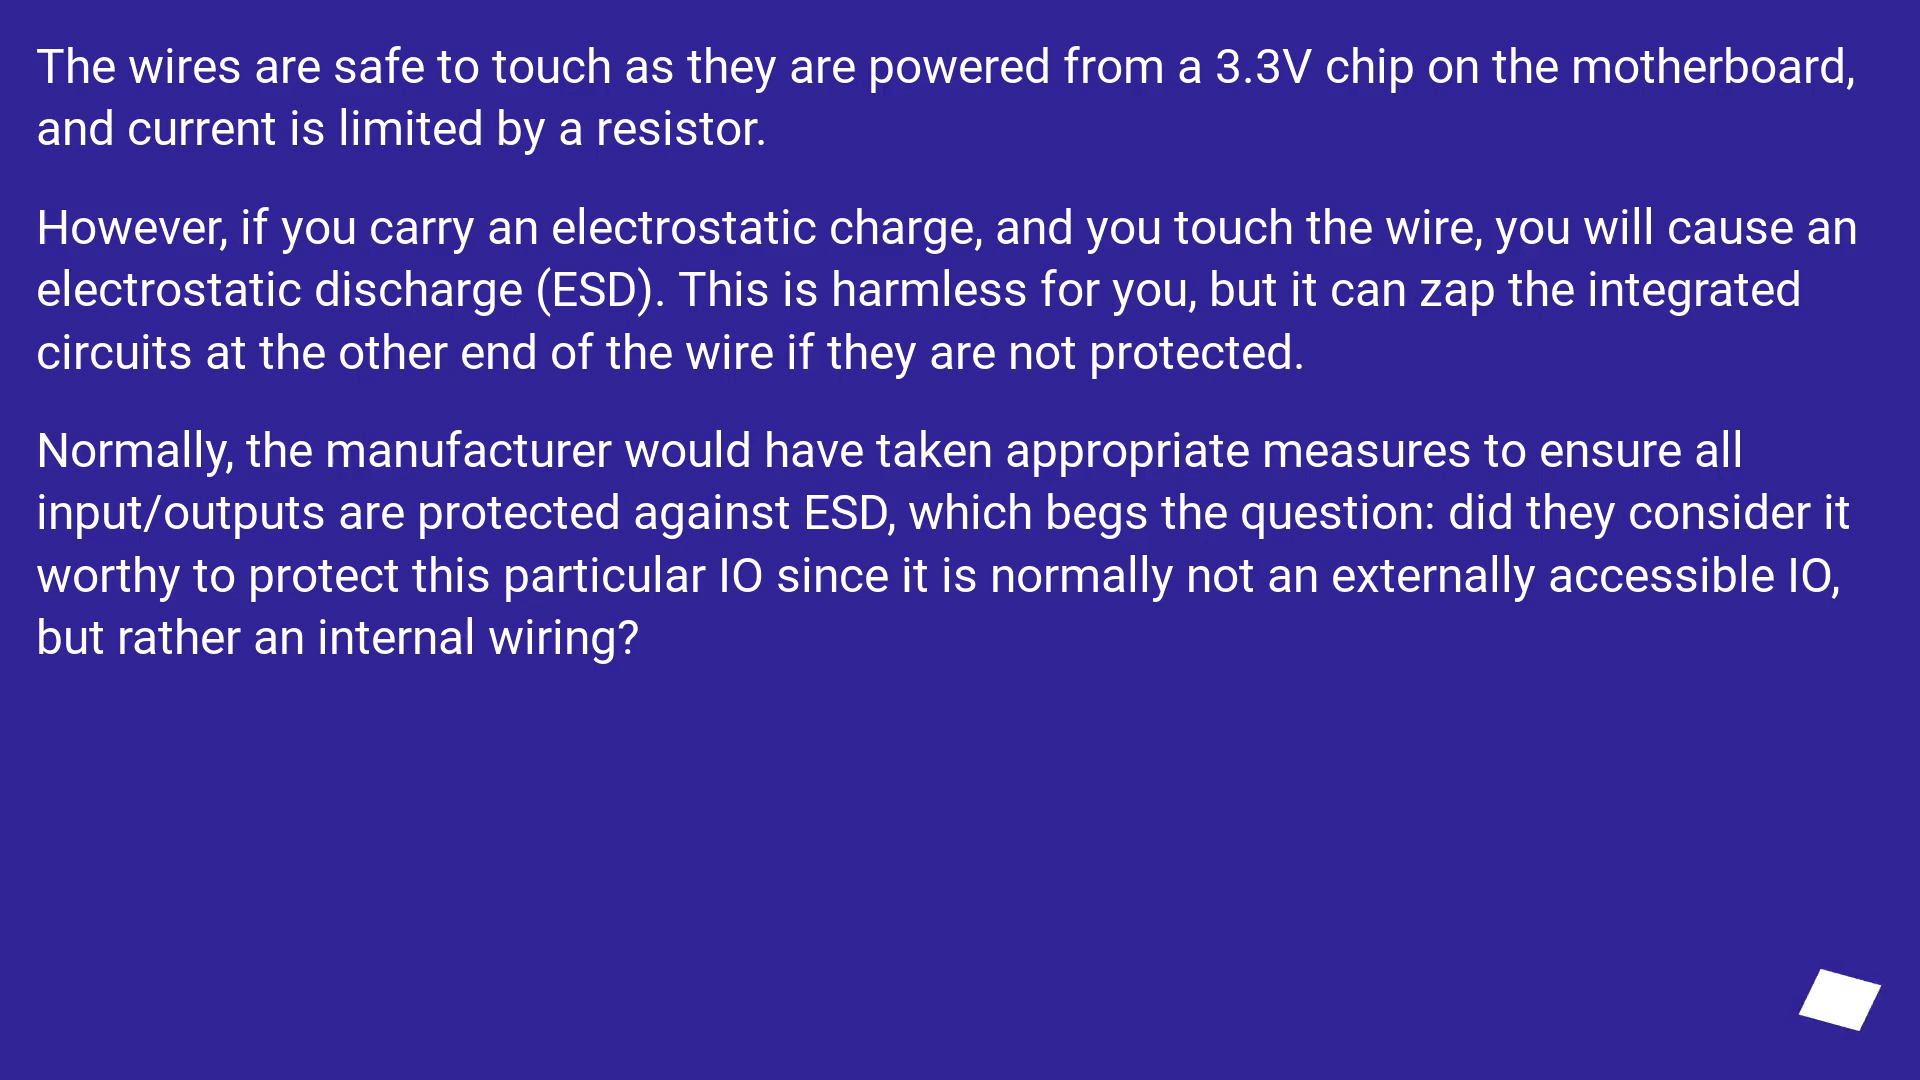 The wires are safe to touch as they are powered from a 3.3V chip on the motherboard,
and current is limited by a resistor.
However, if you carry an electrostatic charge, and you touch the wire, you will cause an
electrostatic discharge (ESD). This is harmless for you, but it can zap the integrated
circuits at the other end of the wire if they are not protected.
Normally, the manufacturer would have taken appropriate measures to ensure all
input/outputs are protected against ESD, which begs the question: did they consider it
worthy to protect this particular IO since it is normally not an externally accessible IO,
but rather an internal wiring?